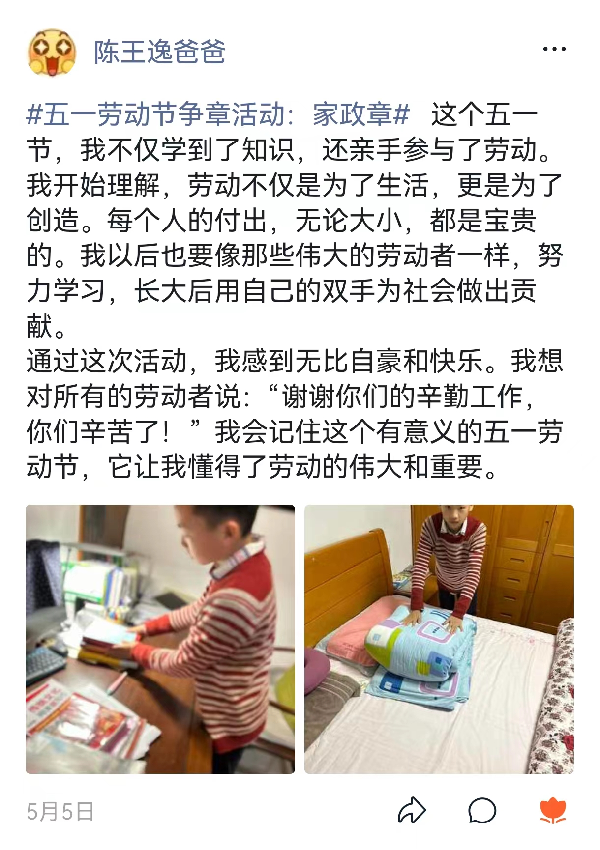 陈王逸爸爸
#五一劳动节争章活动：家政章# 这个五一
节，我不仅学到了知识，还亲手参与了劳动。
我开始理解，劳动不仅是为了生活，更是为了
创造。每个人的付出，无论大小，都是宝贵
的。我以后也要像那些伟大的劳动者一样，努
力学习，长大后用自己的双手为社会做出贡
献。
通过这次活动，我感到无比自豪和快乐。我想
对所有的劳动者说：“谢谢你们的辛勤工作，
你们辛苦了！”我会记住这个有意义的五一劳
动节，它让我懂得了劳动的伟大和重要。
5月5日